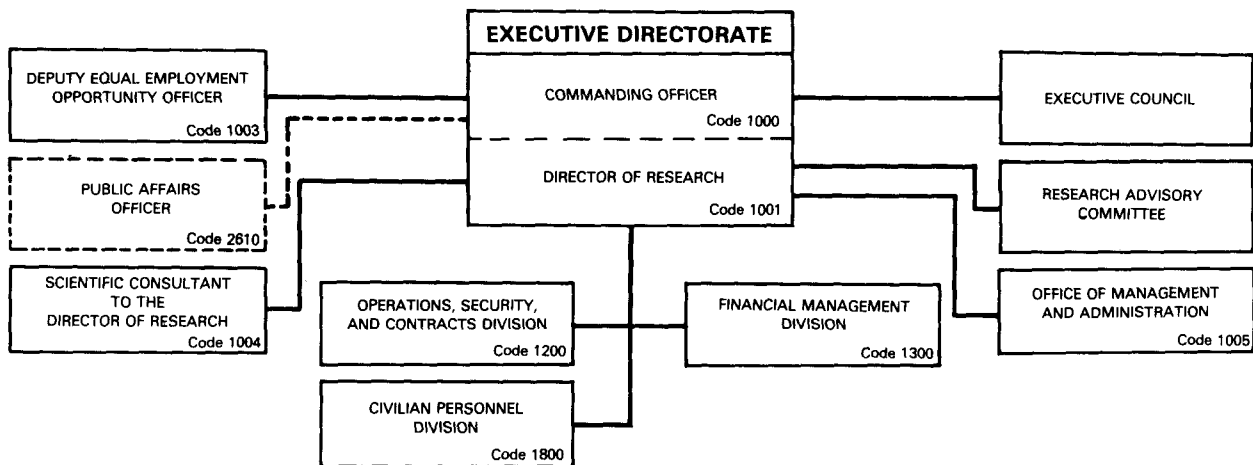 EXECUTIVE DIRECTORATE
DEPUTY EQUAL EMPLOYMENT
OPPORTUNITY OFFICER
Code 1003
COMMANDING OFFICER
Code 1000
EXECUTIVE COUNCIL
PUBLIC AFFAIRS
OFFICER
Code 2610
DIRECTOR OF RESEARCH
Code 1001
RESEARCH ADVISORY
COMMITTEE
SCIENTIFIC CONSULTANT
TO THE
DIRECTOR OF RESEARCH
Code 1004
OPERATIONS, SECURITY,
AND CONTRACTS DIVISION
Code 1200
FINANCIAL MANAGEMENT
DIVISION
Code 1300
OFFICE OF MANAGEMENT
AND ADMINISTRATION
Code 1005
CIVILIAN PERSONNEL
DIVISION
Code 1800